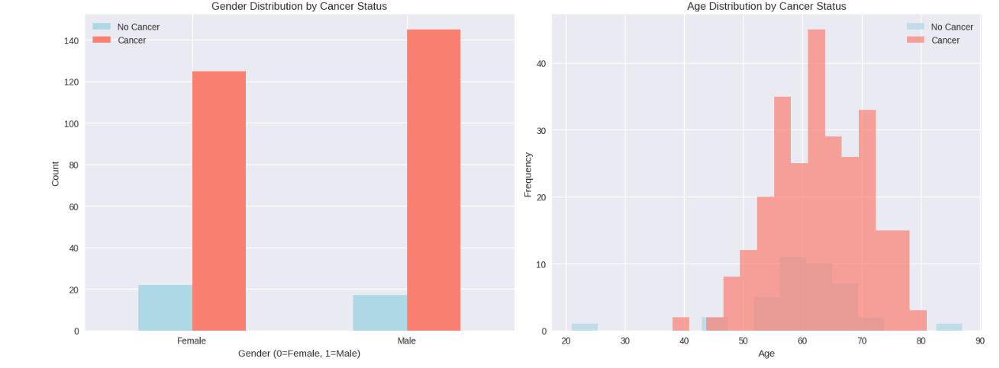 Gender Distribution by Cancer Status
No Cancer
Cancer
140
120
100
80
60
40
20
0
Count
Female
Male
Gender (0=Female, 1=Male)
Age Distribution by Cancer Status
No Cancer
Cancer
40
30
20
10
0
Frequency
20 30 40 50 60 70 80 90
Age